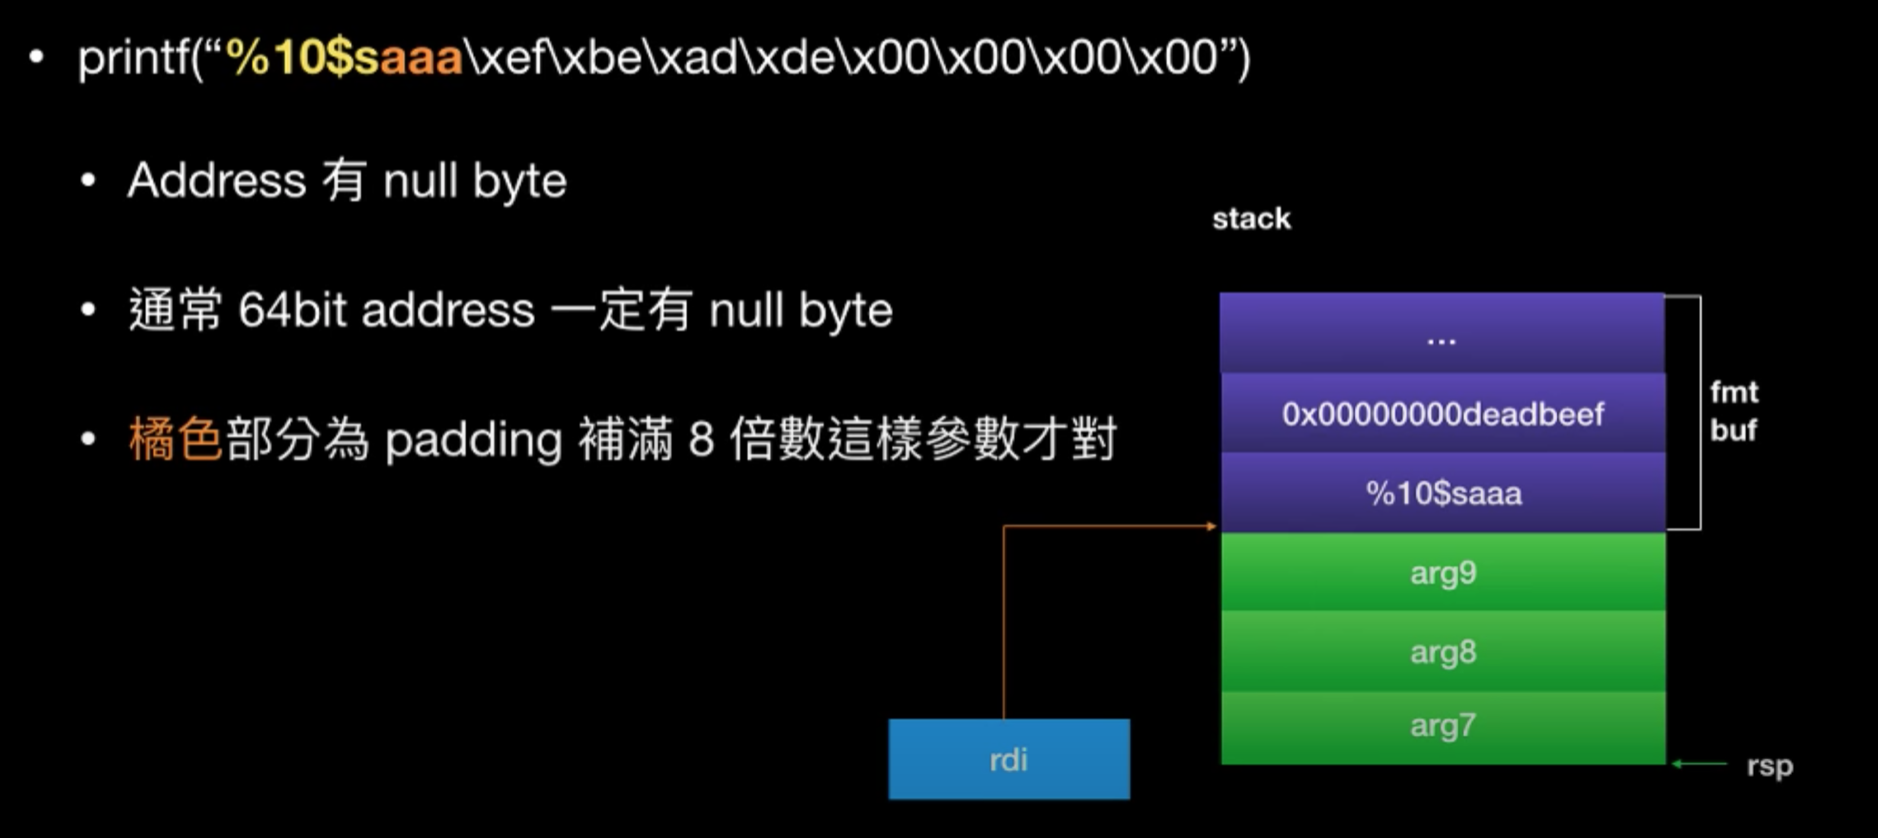 • printf(“%10$saaa\xef\xbe\xad\xde\x00\x00\x00\x00”)
• Address 有 null byte
• 通常 64bit address 一定有 null byte
• 橘色部分為 padding 補滿 8 倍數這樣參數才對
stack
...
0x00000000deadbeef
%10$saaa
fmt
buf
arg9
arg8
arg7
rdi
rsp